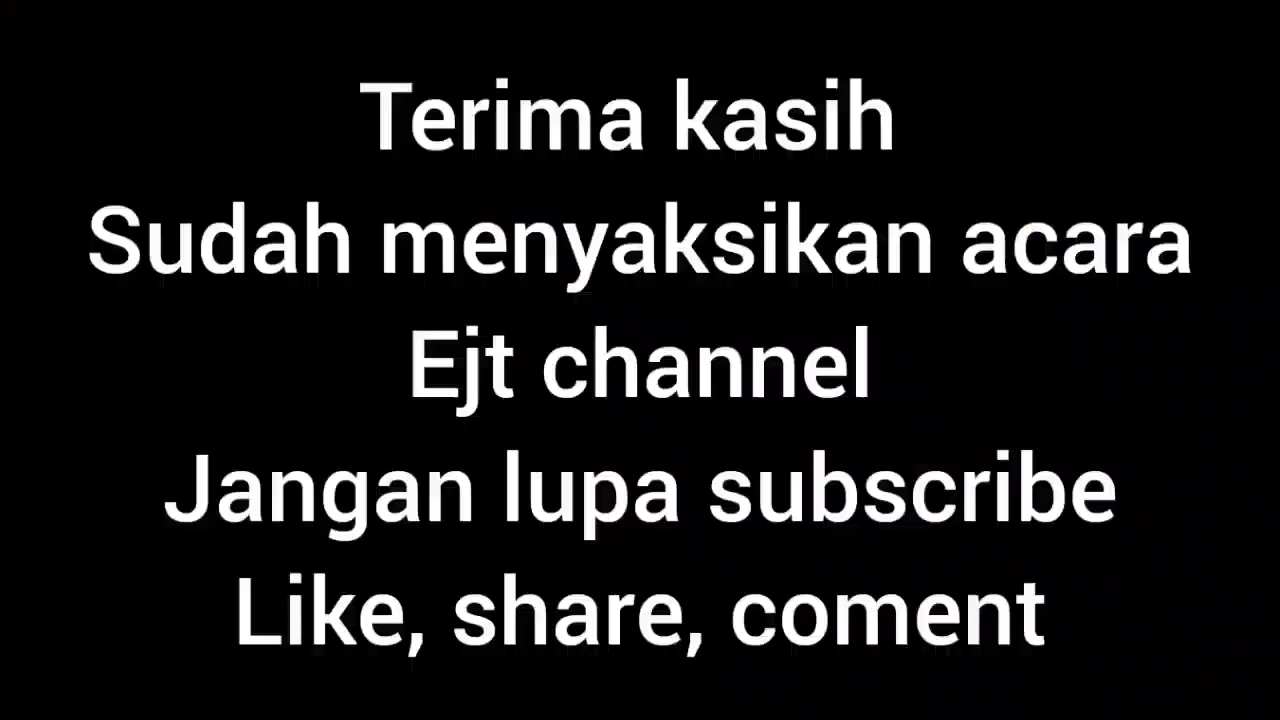 Terima kasih
Sudah menyaksikan acara
Ejt channel
Jangan lupa subscribe
Like, share, coment